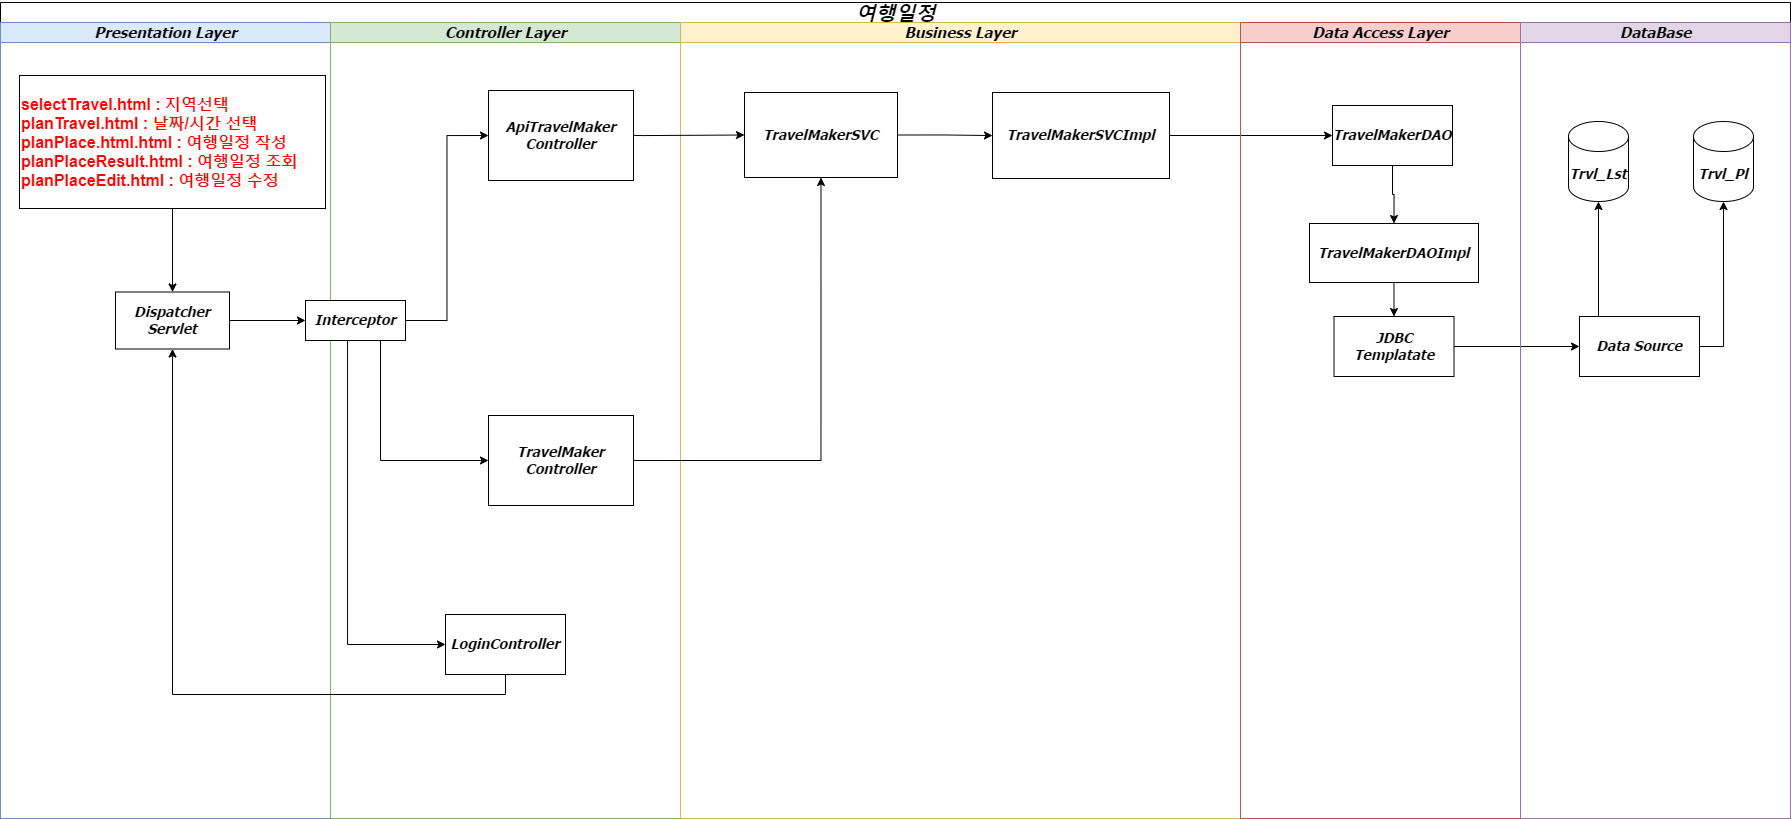 여행일정
Presentation Layer
Controller Layer
Business Layer
Data Access Layer
DataBase
selectTravel.html : 지역선택
planTravel.html : 날짜/시간 선택
planPlace.html.html : 여행일정 작성
planPlaceResult.html : 여행일정 조회
planPlaceEdit.html : 여행일정 수정
ApiTravelMaker
Controller
TravelMakerSVC
TravelMakerSVCImpl
TravelMakerDAO
Trvl_Lst
Trvl_Pl
TravelMakerDAOImpl
Dispatcher
Servlet
Interceptor
JDBC
Templatate
Data Source
TravelMaker
Controller
LoginController